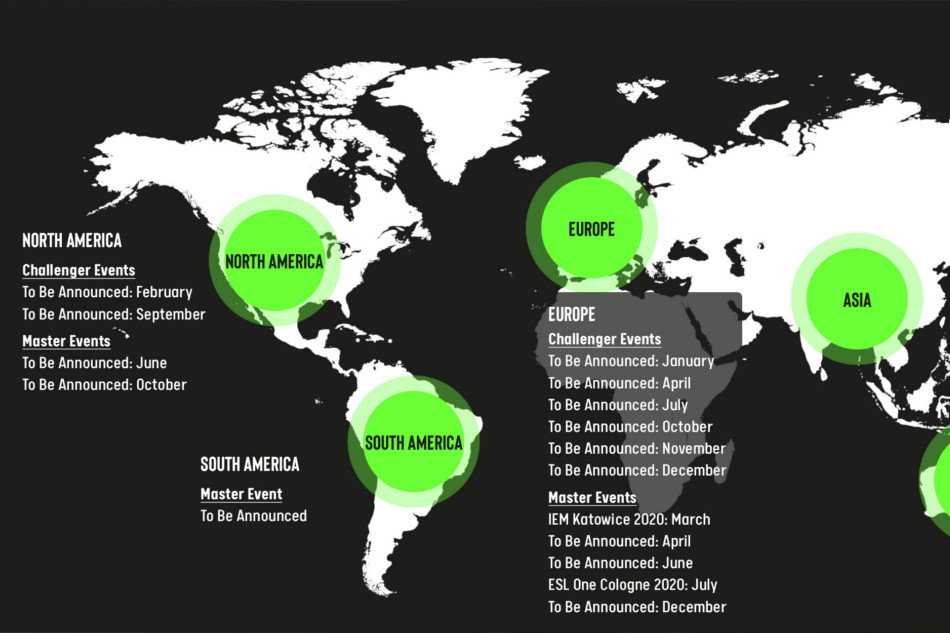 NORTH AMERICA
NORTH AMERICA
Challenger Events
To Be Announced: February
To Be Announced: September
Master Events
To Be Announced: June
To Be Announced: October
SOUTH AMERICA
SOUTH AMERICA
Master Event
To Be Announced
EUROPE
EUROPE
Challenger Events
To Be Announced: January
To Be Announced: April
To Be Announced: July
To Be Announced: October
To Be Announced: November
To Be Announced: December
Master Events
IEM Katowice 2020: March
To Be Announced: April
To Be Announced: June
ESL One Cologne 2020: July
To Be Announced: December
ASIA